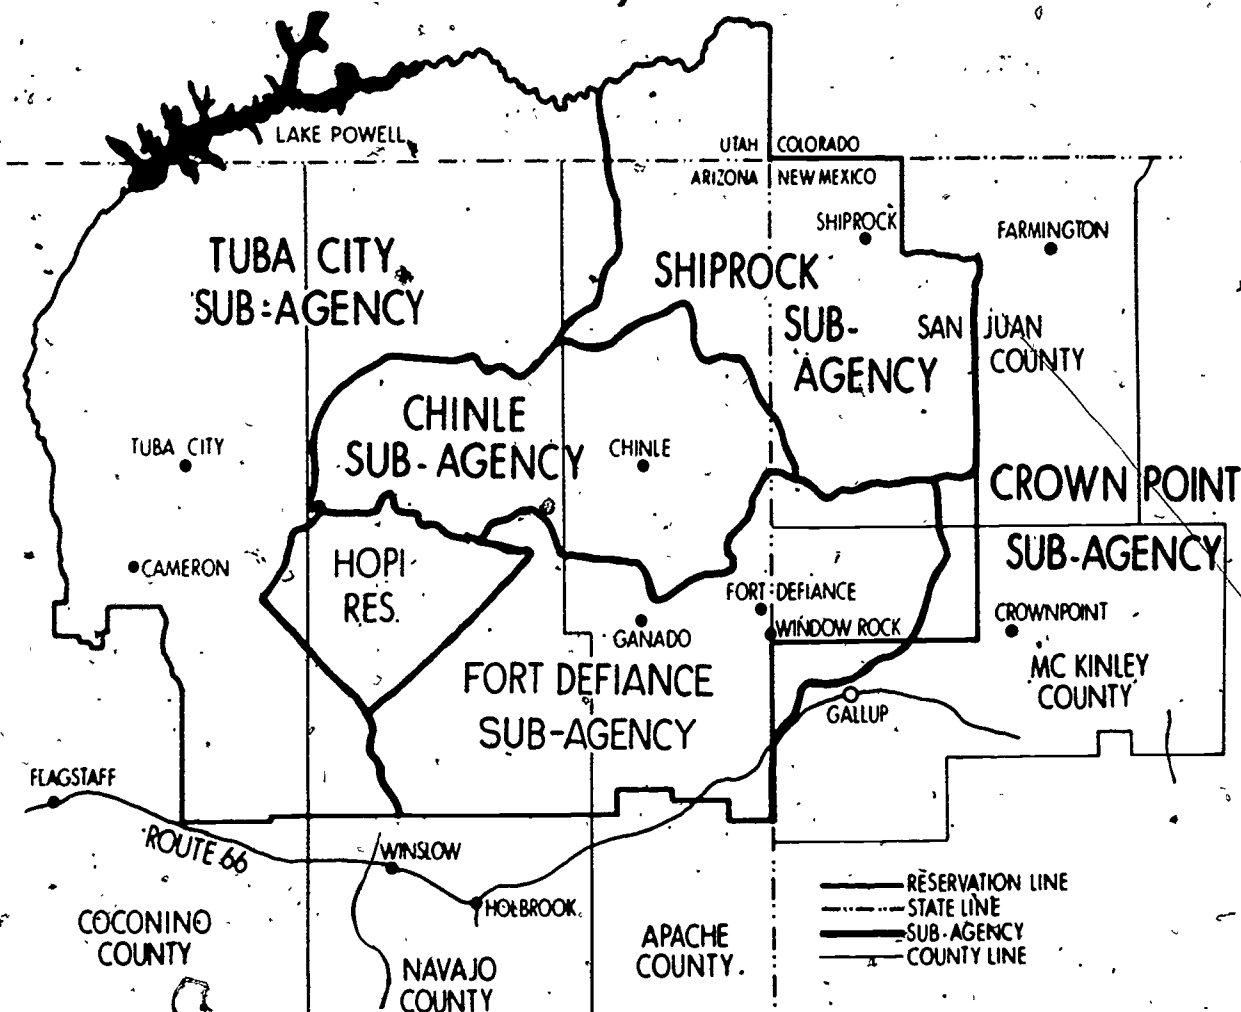 LAKE POWELL
UTAH COLORADO
ARIZONA NEW MEXICO
SHIPROCK
FARMINGTON
TUBA CITY
SUB-AGENCY
SHIPROCK
SUB-
AGENCY
SAN JUAN
COUNTY
CHINLE
SUB-AGENCY
TUBA CITY
CHINLE
CROWN POINT
SUB-AGENCY
CAMERON
HOPI
RES.
FORT DEFIANCE
WINDOW ROCK
CROWNPOINT
GANADO
MC KINLEY
COUNTY
FORT DEFIANCE
SUB-AGENCY
GALLUP
FLAGSTAFF
ROUTE 66
WINSLOW
HOLBROOK
COCONINO
COUNTY
NAVAJO
COUNTY
APACHE
COUNTY
RESERVATION LINE
STATE LINE
SUB-AGENCY
COUNTY LINE